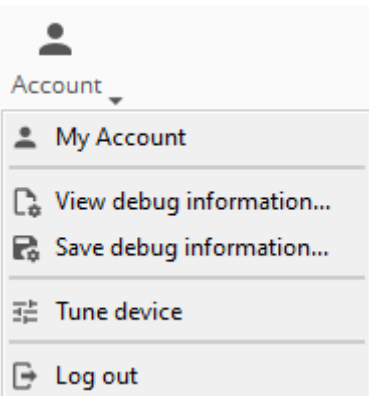 Account
My Account
View debug information...
Save debug information...
Tune device
Log out